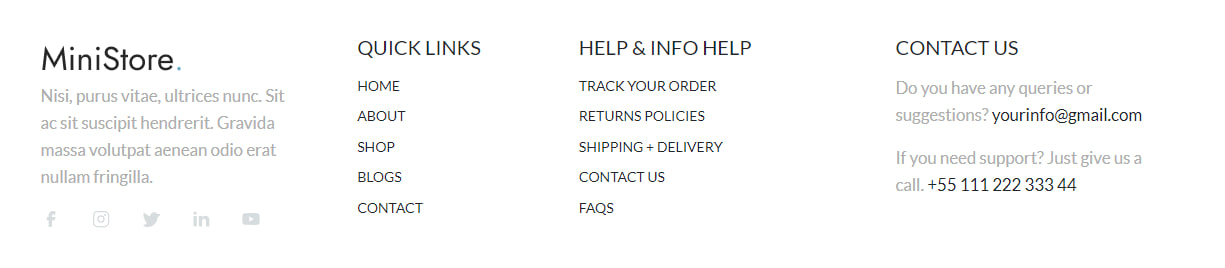 MiniStore.
Nisi, purus vitae, ultrices nunc. Sit
ac sit suscipit hendrerit. Gravida
massa volutpat aenean odio erat
nullam fringilla.
QUICK LINKS
HOME
ABOUT
SHOP
BLOGS
CONTACT
HELP & INFO HELP
TRACK YOUR ORDER
RETURNS POLICIES
SHIPPING + DELIVERY
CONTACT US
FAQS
CONTACT US
Do you have any queries or
suggestions? yourinfo@gmail.com
If you need support? Just give us a
call. +55 111 222 333 44